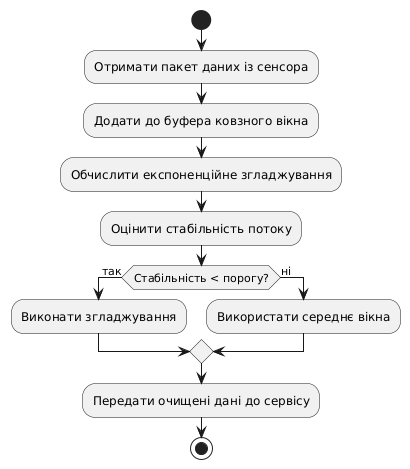 Отримати пакет даних із сенсора
Додати до буфера ковзного вікна
Обчислити експоненційне згладжування
Оцінити стабільність потоку
Стабільність < порогу?
так
ні
Виконати згладжування
Використати середнє вікна
Передати очищені дані до сервісу